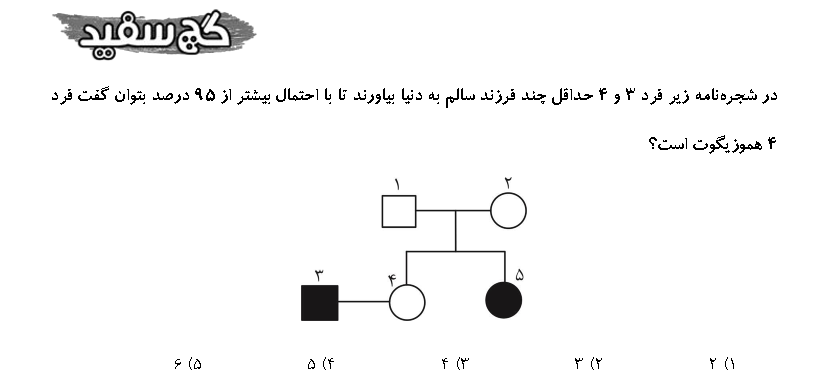 گچ سفید
در شجره‌نامه زیر فرد ۳ و ۴ حداقل چند فرزند سالم به دنیا بیاورند تا با احتمال بیشتر از ۹۵ درصد بتوان گفت فرد
۴ هموزیگوت است؟
۱ ۲
۳ ۴ ۵
۱) ۲ ۲) ۳ ۳) ۴ ۴) ۵ ۵) ۶